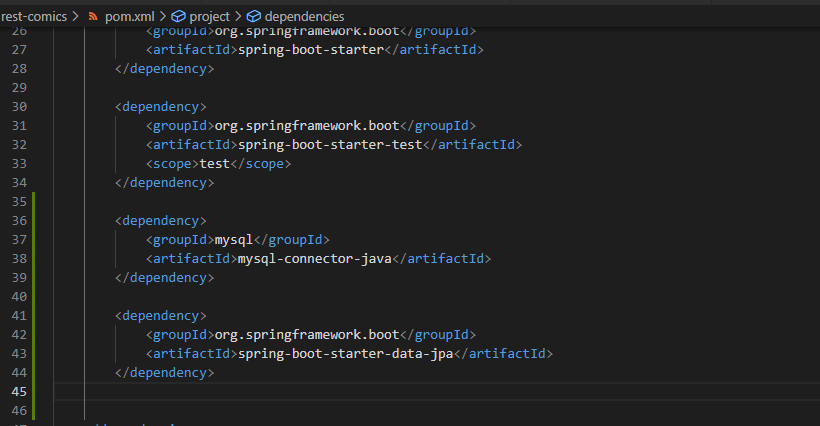 rest-comics > pom.xml > project > dependencies
26 <groupId>org.springframework.boot</groupId>
27 <artifactId>spring-boot-starter</artifactId>
28 </dependency>
29
30 <dependency>
31 <groupId>org.springframework.boot</groupId>
32 <artifactId>spring-boot-starter-test</artifactId>
33 <scope>test</scope>
34 </dependency>
35
36 <dependency>
37 <groupId>mysql</groupId>
38 <artifactId>mysql-connector-java</artifactId>
39 </dependency>
40
41 <dependency>
42 <groupId>org.springframework.boot</groupId>
43 <artifactId>spring-boot-starter-data-jpa</artifactId>
44 </dependency>
45
46